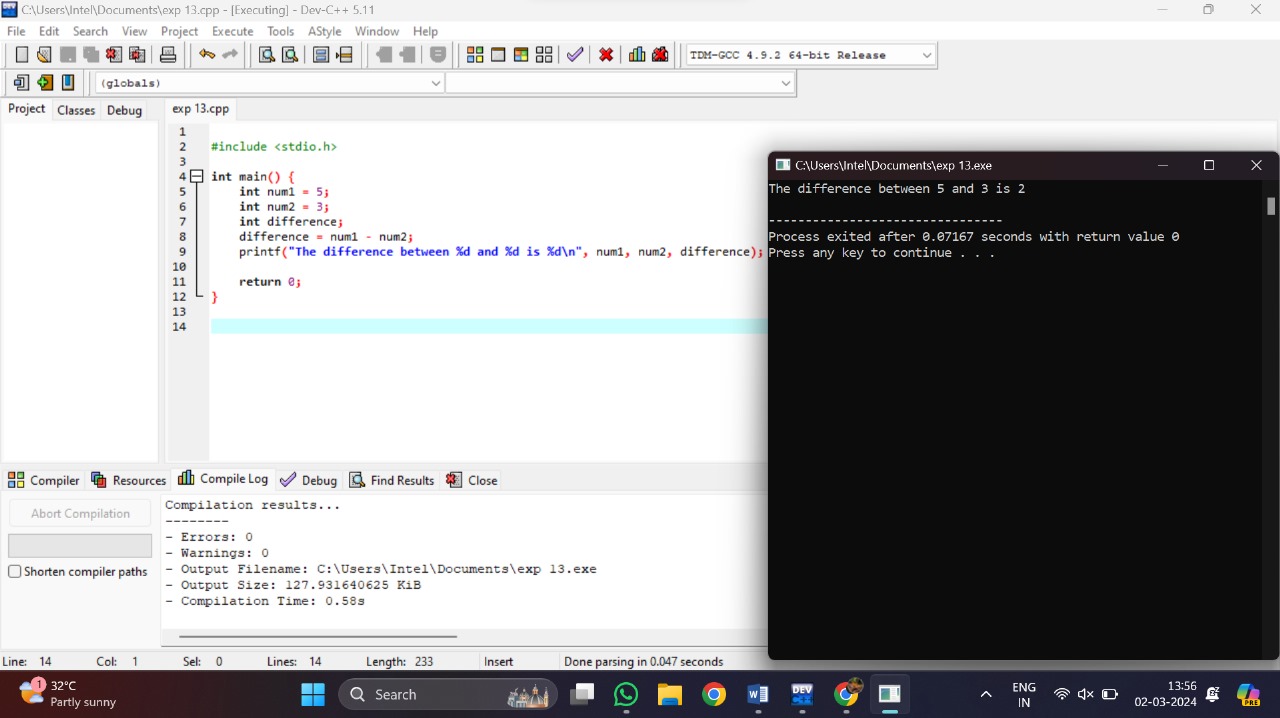 C:\Users\Intel\Documents\exp 13.cpp - [Executing] - Dev-C++ 5.11
File Edit Search View Project Execute Tools AStyle Window Help
TDM-GCC 4.9.2 64-bit Release
(globals)
Project Classes Debug exp 13.cpp
1
2 #include <stdio.h>
3
4 int main() {
5 int num1 = 5;
6 int num2 = 3;
7 int difference;
8 difference = num1 - num2;
9 printf("The difference between %d and %d is %d\n", num1, num2, difference);
10
11 return 0;
12 }
13
14
C:\Users\Intel\Documents\exp 13.exe
The difference between 5 and 3 is 2
--------------------------------
Process exited after 0.07167 seconds with return value 0
Press any key to continue . . .
Compiler Resources Compile Log Debug Find Results Close
Abort Compilation
Shorten compiler paths
Compilation results...
--------
- Errors: 0
- Warnings: 0
- Output Filename: C:\Users\Intel\Documents\exp 13.exe
- Output Size: 127.931640625 KiB
- Compilation Time: 0.58s
Line: 14 Col: 1 Sel: 0 Lines: 14 Length: 233 Insert Done parsing in 0.047 seconds
1
32°C
Partly sunny
Search
DEV
ENG
IN
13:56
02-03-2024
PRE